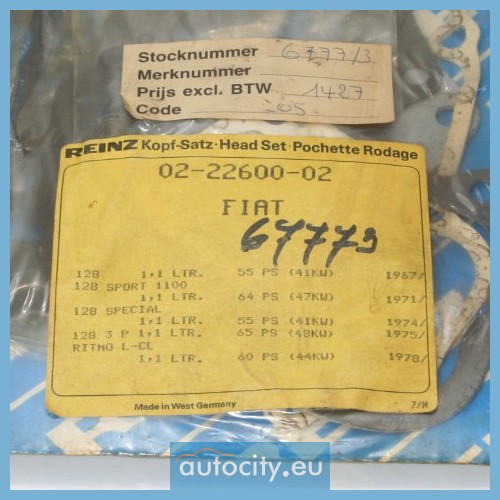 Stocknummer 6777/3
Merknummer
Prijs excl. BTW 1427
Code 05.
REINZ Kopf-Satz·Head Set·Pochette Rodage
02-22600-02
FIAT
67773
128 1,1 LTR. 55 PS (41KW) 1967/
128 SPORT 1100
1,1 LTR. 64 PS (47KW) 1971/
128 SPECIAL
1,1 LTR. 55 PS (41KW) 1974/
128 3 P 1,1 LTR. 65 PS (48KW) 1975/
RITMO L-CL
1,1 LTR. 60 PS (44KW) 1978/
Made in West Germany 7/H
autocity.eu